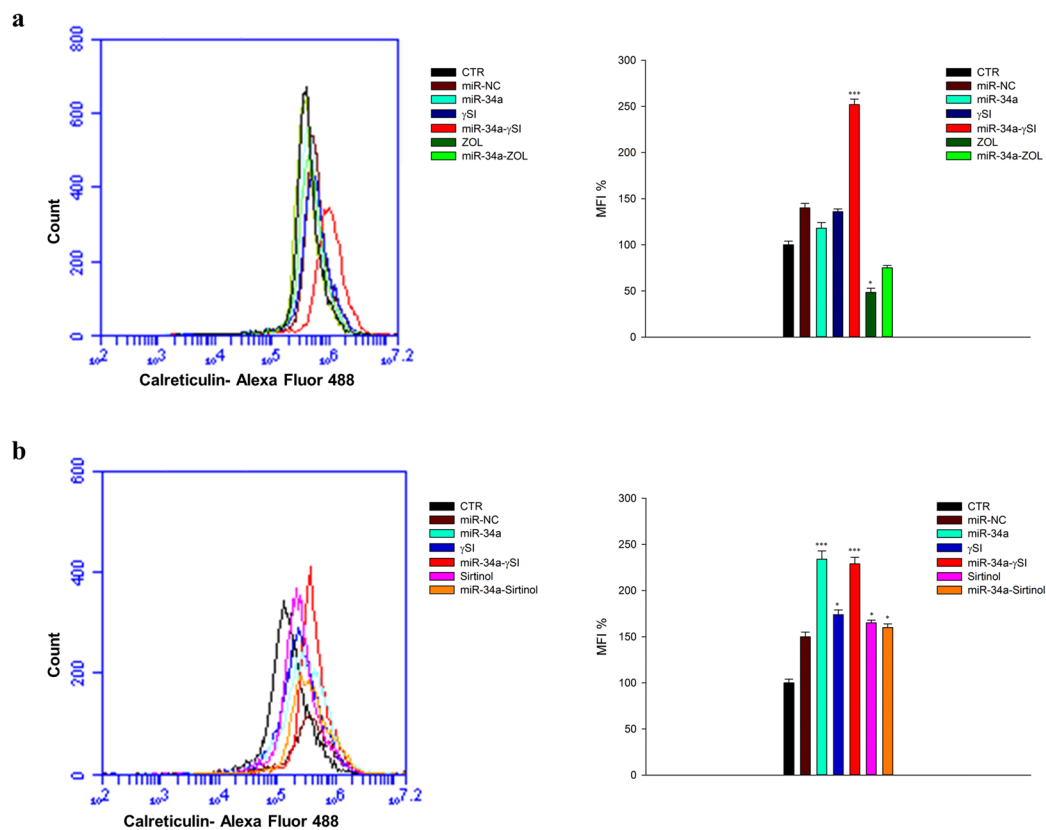 a
800
600
400
200
0
Count
10^2 10^3 10^4 10^5 10^6 10^7.2
Calreticulin- Alexa Fluor 488
CTR
miR-NC
miR-34a
γSI
miR-34a-γSI
ZOL
miR-34a-ZOL
300
250
200
150
100
50
0
MFI %
***
*
CTR
miR-NC
miR-34a
γSI
miR-34a-γSI
ZOL
miR-34a-ZOL
b
600
400
200
0
Count
10^2 10^3 10^4 10^5 10^6 10^7.2
Calreticulin- Alexa Fluor 488
CTR
miR-NC
miR-34a
γSI
miR-34a-γSI
Sirtinol
miR-34a-Sirtinol
300
250
200
150
100
50
0
MFI %
*** ***
* * *
CTR
miR-NC
miR-34a
γSI
miR-34a-γSI
Sirtinol
miR-34a-Sirtinol